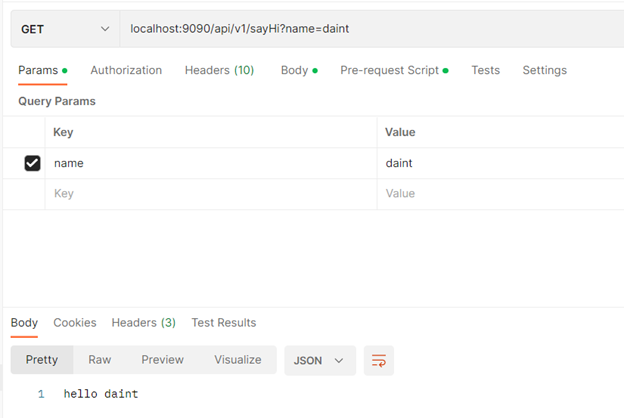 GET localhost:9090/api/v1/sayHi?name=daint
Params Authorization Headers (10) Body Pre-request Script Tests Settings
Query Params
Key Value
name daint
Key Value
Body Cookies Headers (3) Test Results
Pretty Raw Preview Visualize JSON
1 hello daint